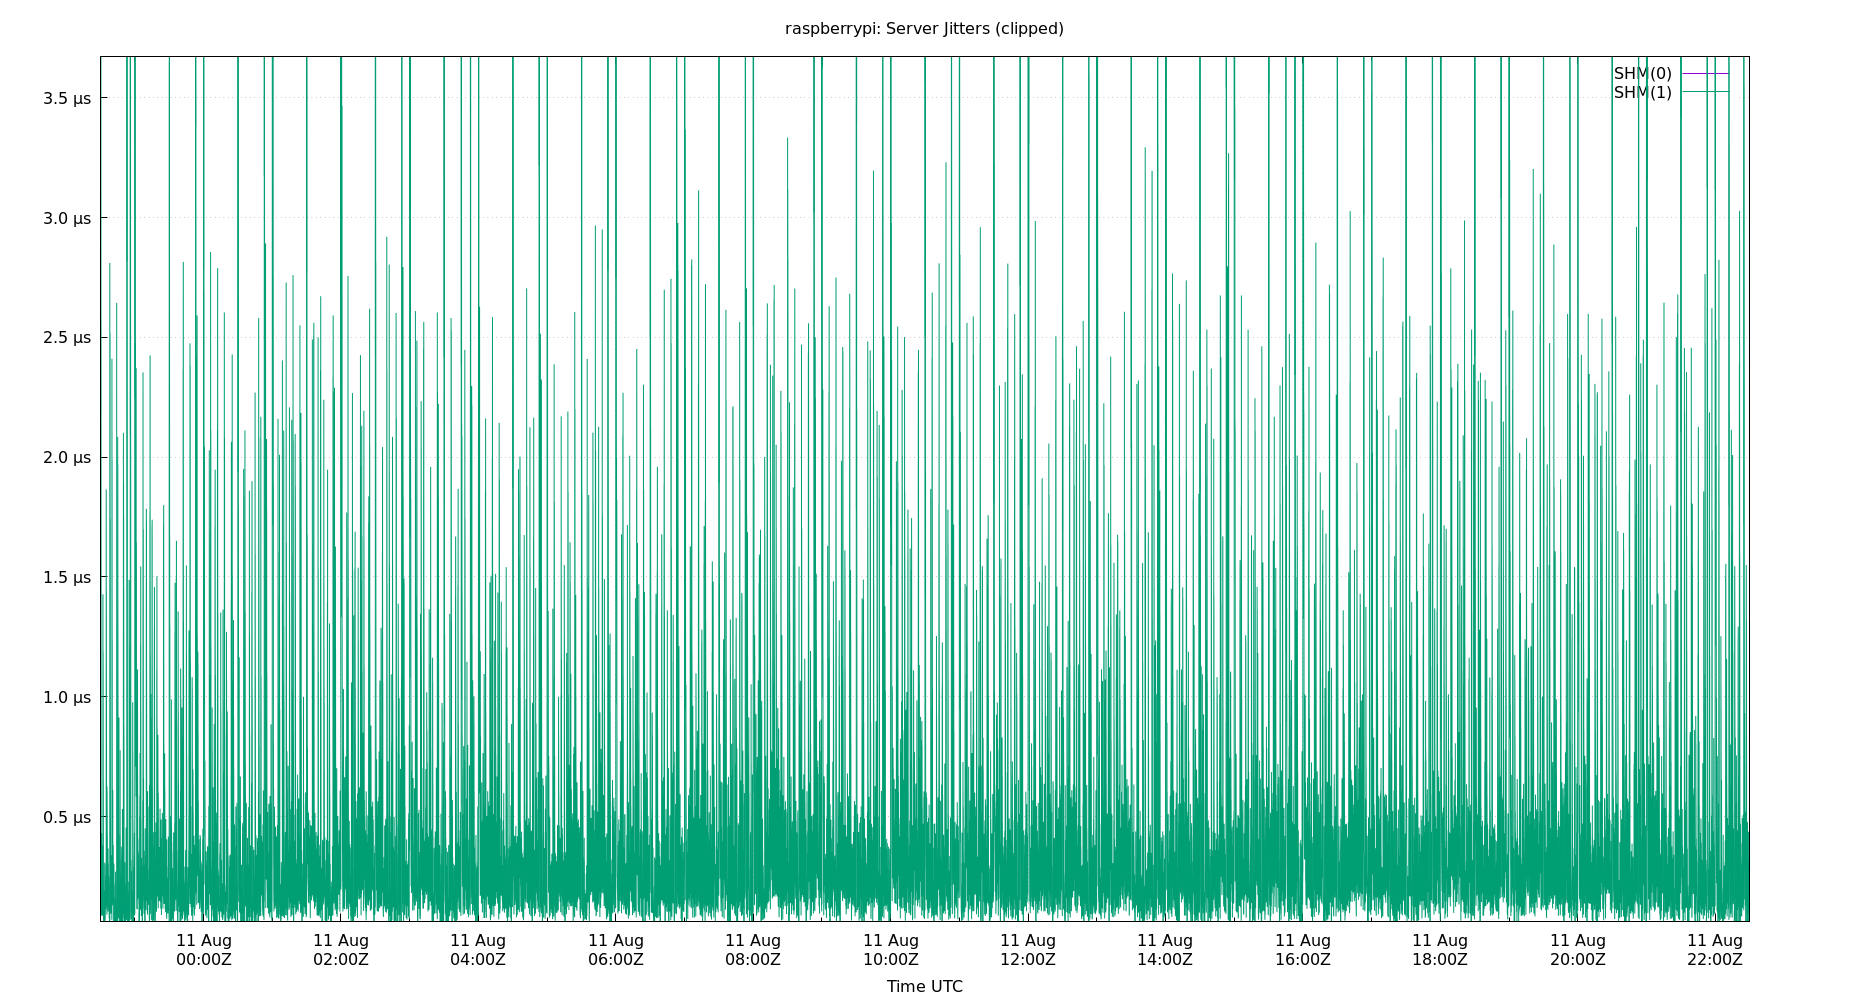 raspberrypi: Server Jitters (clipped)
SHM(0)
SHM(1)
3.5 µs
3.0 µs
2.5 µs
2.0 µs
1.5 µs
1.0 µs
0.5 µs
11 Aug 11 Aug 11 Aug 11 Aug 11 Aug 11 Aug 11 Aug 11 Aug 11 Aug 11 Aug 11 Aug 11 Aug
00:00Z 02:00Z 04:00Z 06:00Z 08:00Z 10:00Z 12:00Z 14:00Z 16:00Z 18:00Z 20:00Z 22:00Z
Time UTC